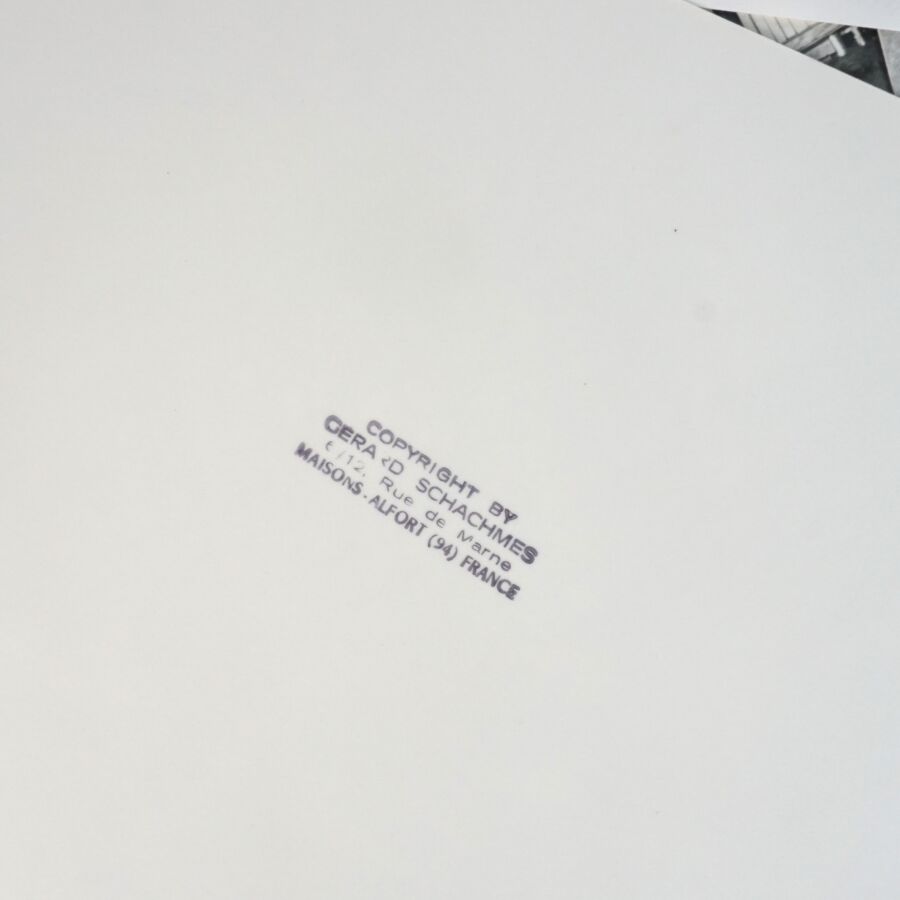 COPYRIGHT BY
GERARD SCHACHMES
6/12, Rue de Marne
MAISONS-ALFORT (94) FRANCE